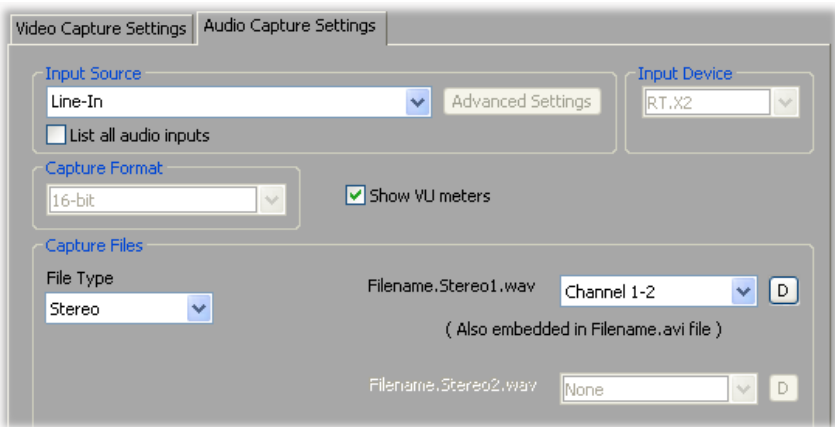 Video Capture Settings
Audio Capture Settings
Input Source
Line-In
Advanced Settings
List all audio inputs
Input Device
RT.X2
Capture Format
16-bit
Show VU meters
Capture Files
File Type
Stereo
Filename.Stereo1.wav
Channel 1-2
D
( Also embedded in Filename.avi file )
Filename.Stereo2.wav
None
D